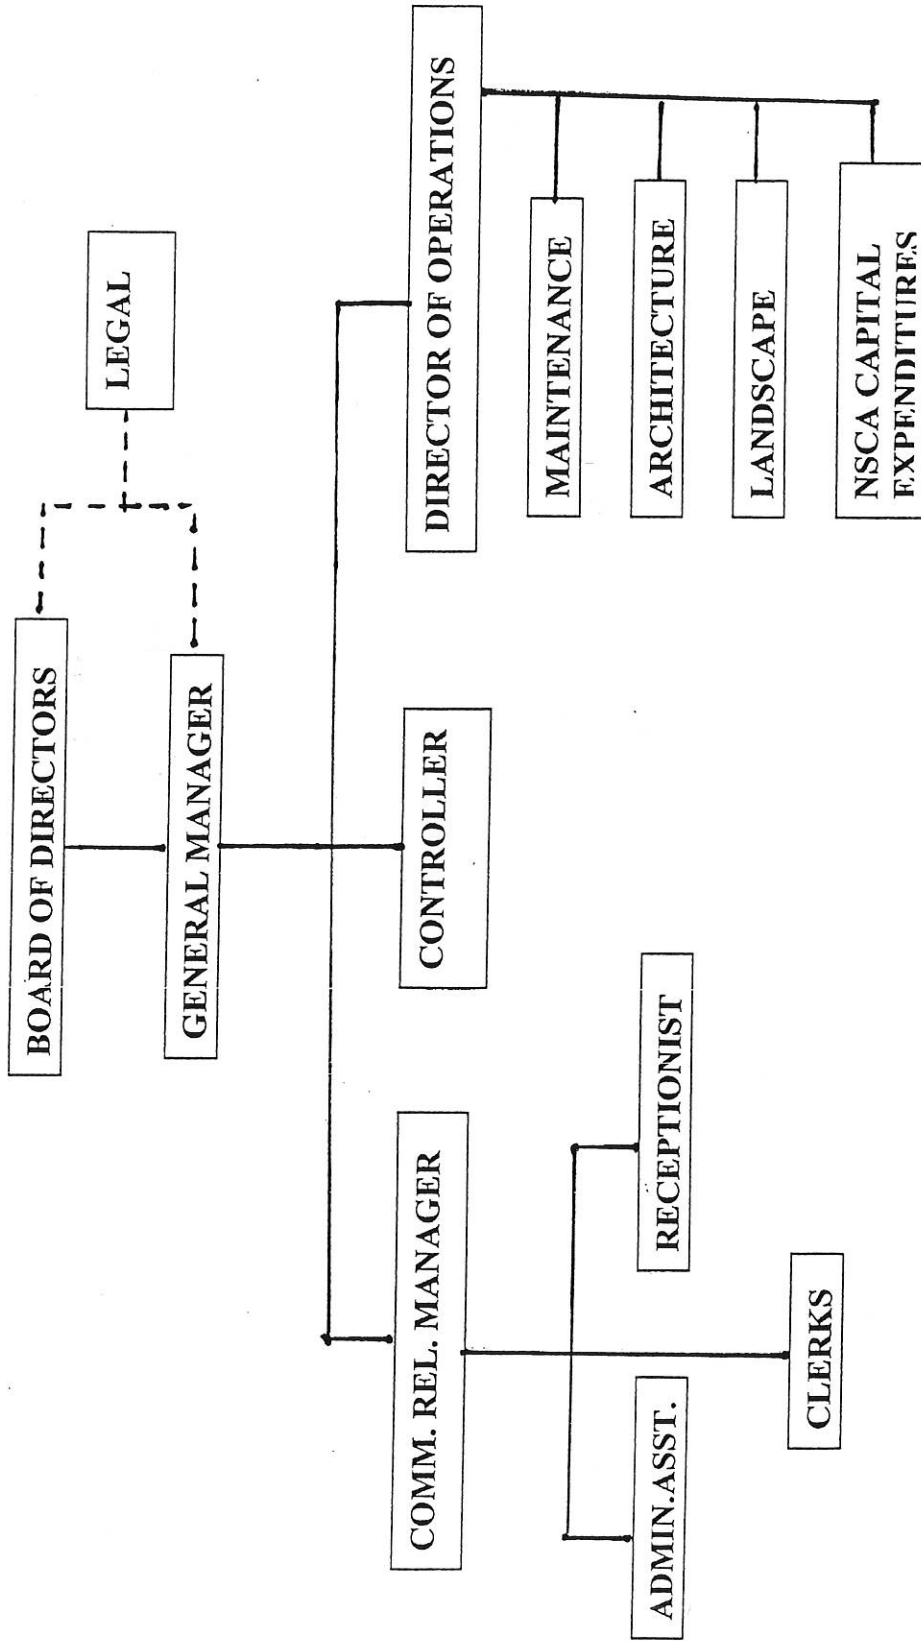 BOARD OF DIRECTORS
LEGAL
GENERAL MANAGER
COMM. REL. MANAGER
CONTROLLER
DIRECTOR OF OPERATIONS
ADMIN.ASST.
RECEPTIONIST
CLERKS
MAINTENANCE
ARCHITECTURE
LANDSCAPE
NSCA CAPITAL
EXPENDITURES